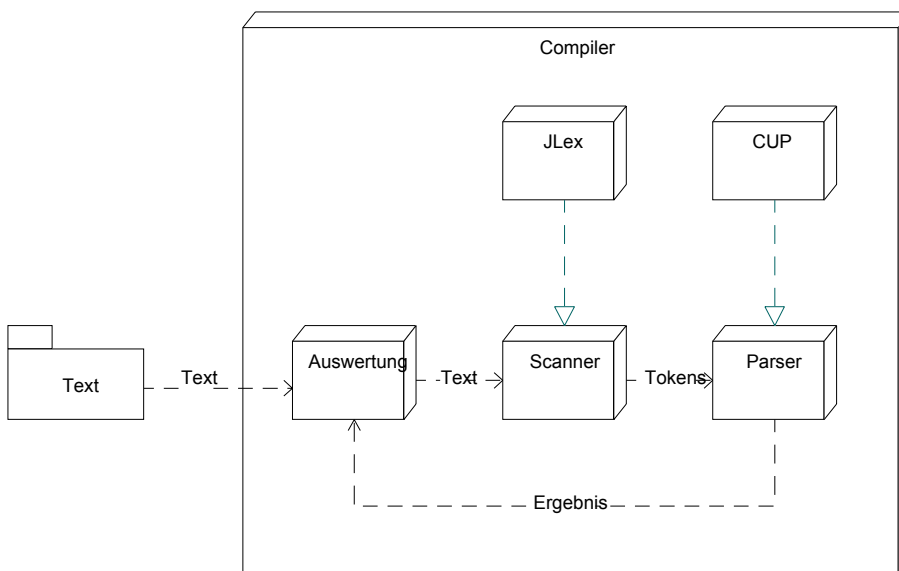 Compiler
JLex
CUP
Text
Text
Auswertung
Text
Scanner
Tokens
Parser
Ergebnis